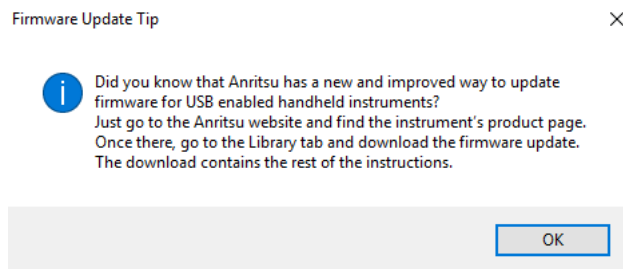 Firmware Update Tip
Did you know that Anritsu has a new and improved way to update
firmware for USB enabled handheld instruments?
Just go to the Anritsu website and find the instrument's product page.
Once there, go to the Library tab and download the firmware update.
The download contains the rest of the instructions.
OK